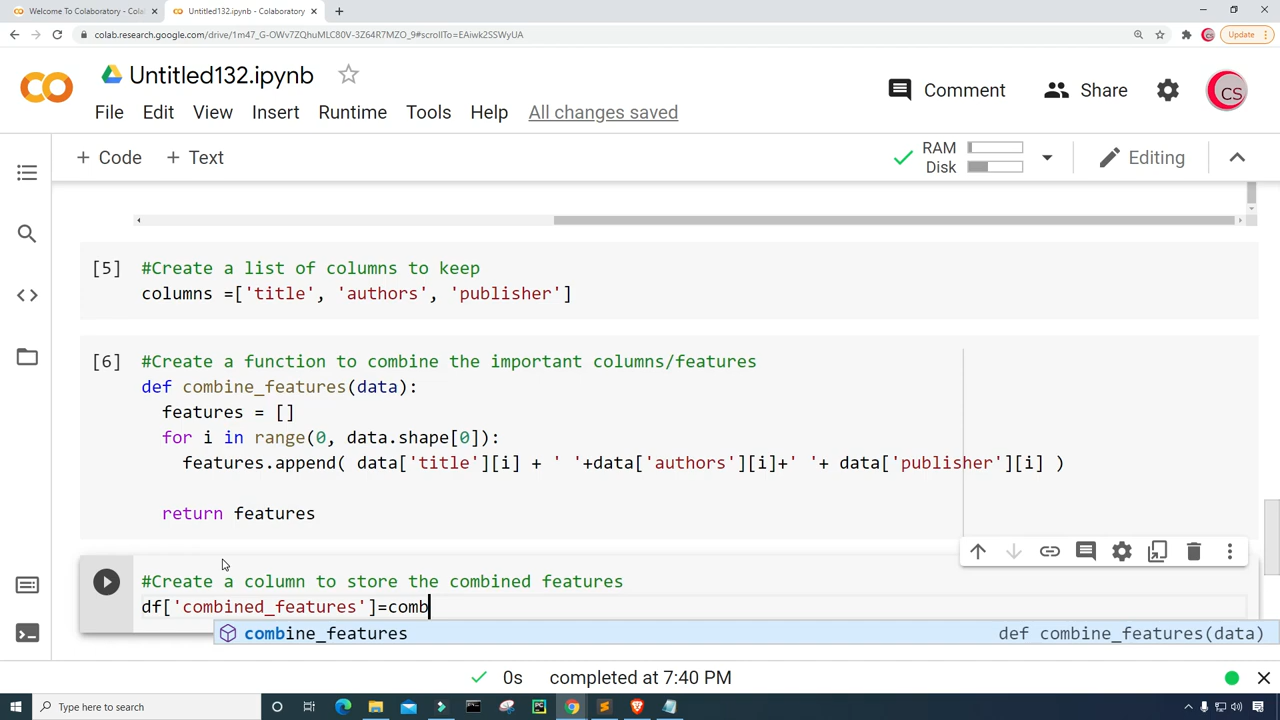 Welcome To Colaboratory - Colal
Untitled132.ipynb - Colaboratory
colab.research.google.com/drive/1m47_G-OWv7ZQhuMLC80V-3Z64R7MZO_9#scrollTo=EAiwk2SSWyUA
Update
CO
Untitled132.ipynb
Comment
Share
CS
File Edit View Insert Runtime Tools Help All changes saved
+ Code + Text
RAM
Disk
Editing
[5] #Create a list of columns to keep
columns =['title', 'authors', 'publisher']
[6] #Create a function to combine the important columns/features
def combine_features(data):
features = []
for i in range(0, data.shape[0]):
features.append( data['title'][i] + ' '+data['authors'][i]+' '+ data['publisher'][i] )
return features
#Create a column to store the combined features
df['combined_features']=comb
combine_features def combine_features(data)
0s completed at 7:40 PM
Type here to search